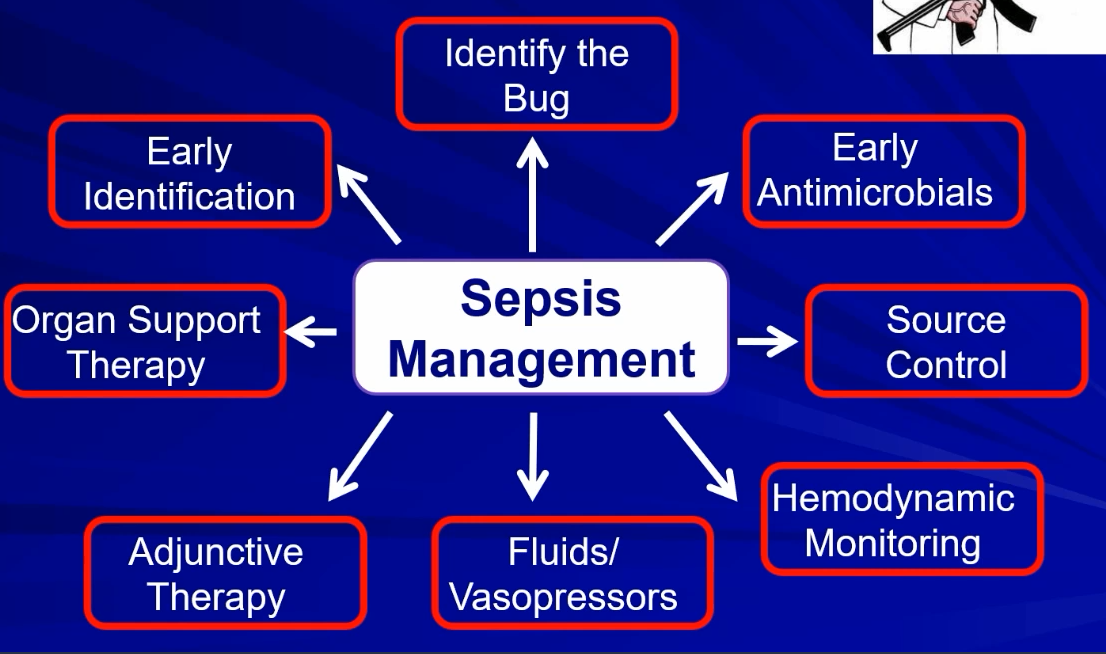 Identify the
Bug
Early
Identification
Early
Antimicrobials
Sepsis
Management
Organ Support
Therapy
Source
Control
Hemodynamic
Monitoring
Adjunctive
Therapy
Fluids/
Vasopressors